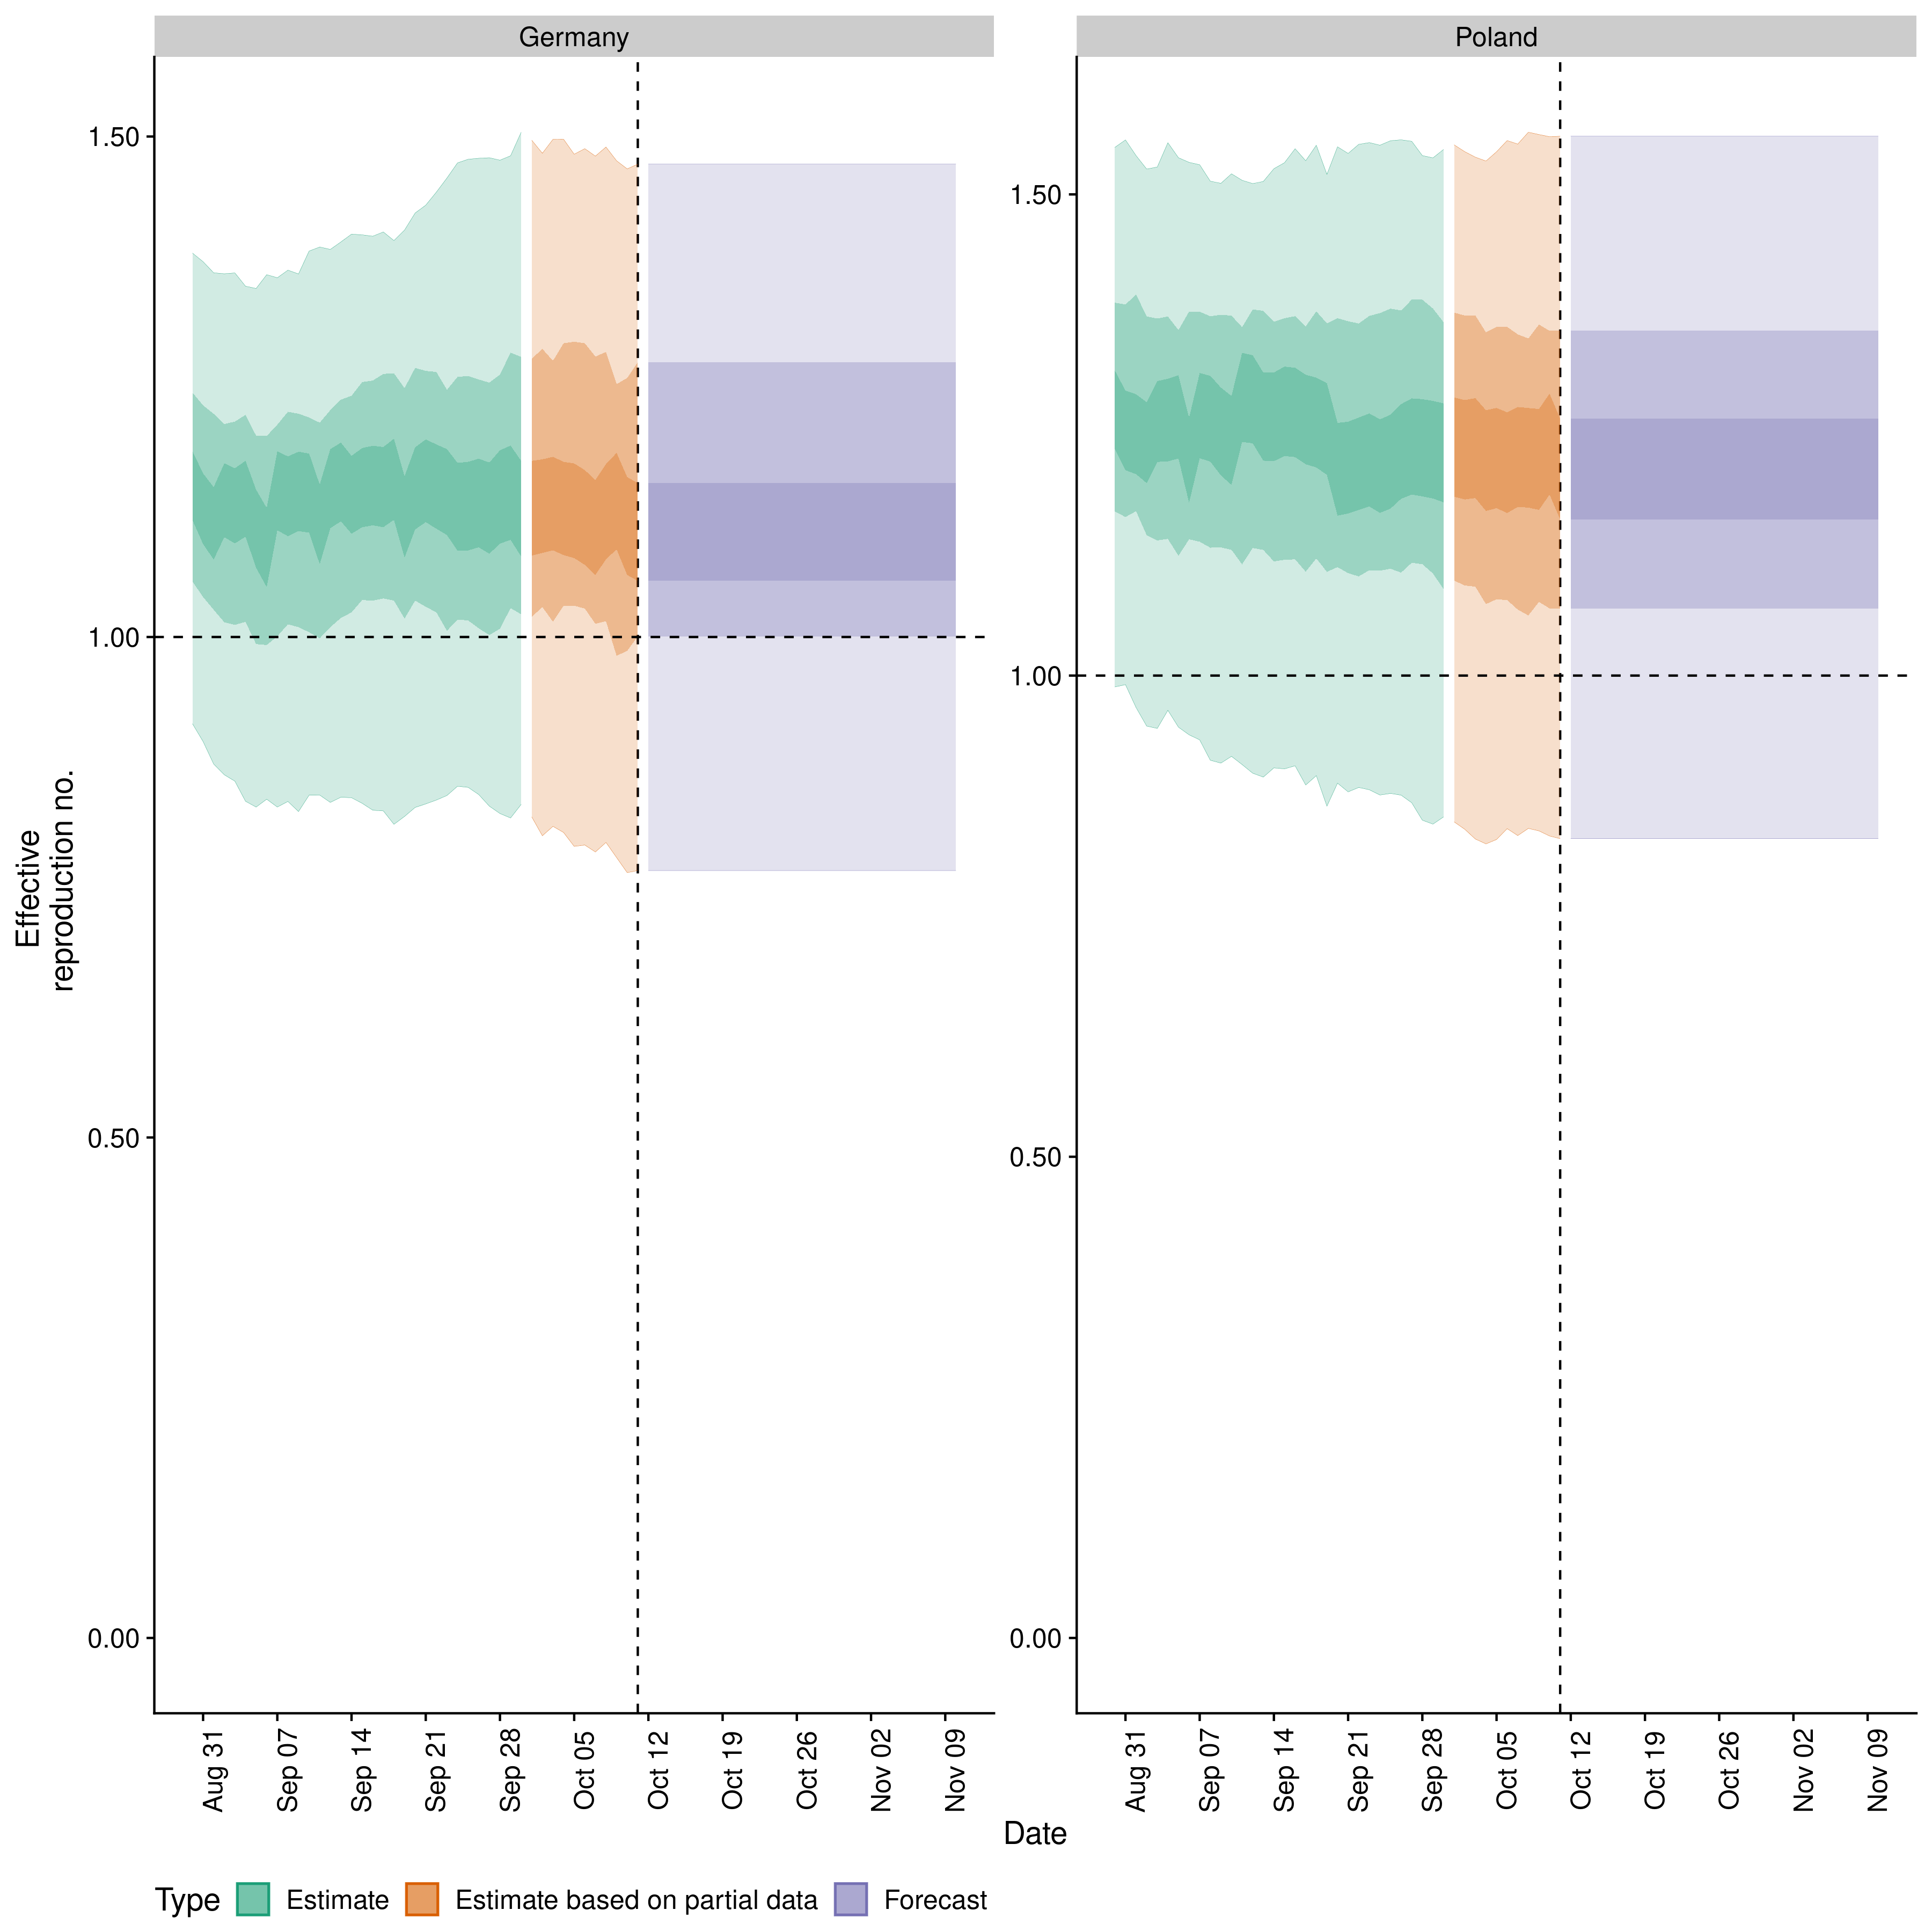 Germany
Poland
Effective
reproduction no.
1.50
1.00
0.50
0.00
1.50
1.00
0.50
0.00
Aug 31
Sep 07
Sep 14
Sep 21
Sep 28
Oct 05
Oct 12
Oct 19
Oct 26
Nov 02
Nov 09
Aug 31
Sep 07
Sep 14
Sep 21
Sep 28
Oct 05
Oct 12
Oct 19
Oct 26
Nov 02
Nov 09
Date
Type Estimate Estimate based on partial data Forecast